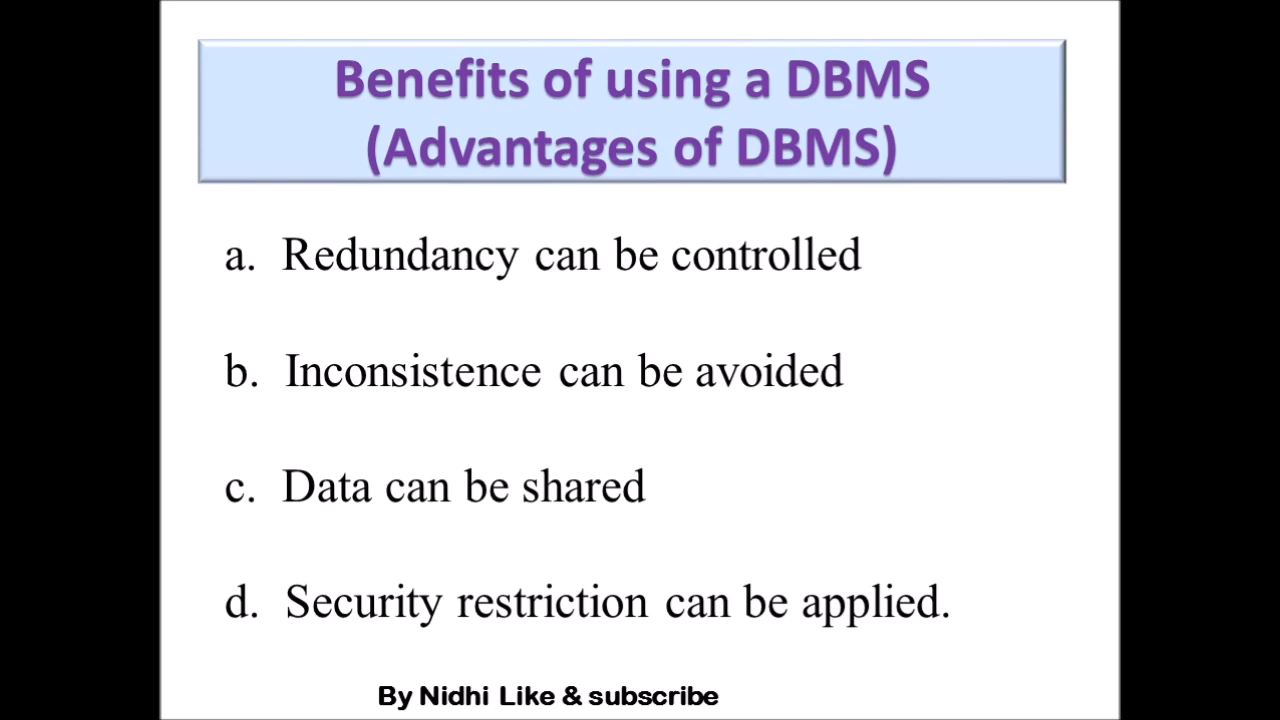 Benefits of using a DBMS
(Advantages of DBMS)
a. Redundancy can be controlled
b. Inconsistence can be avoided
c. Data can be shared
d. Security restriction can be applied.
By Nidhi Like & subscribe